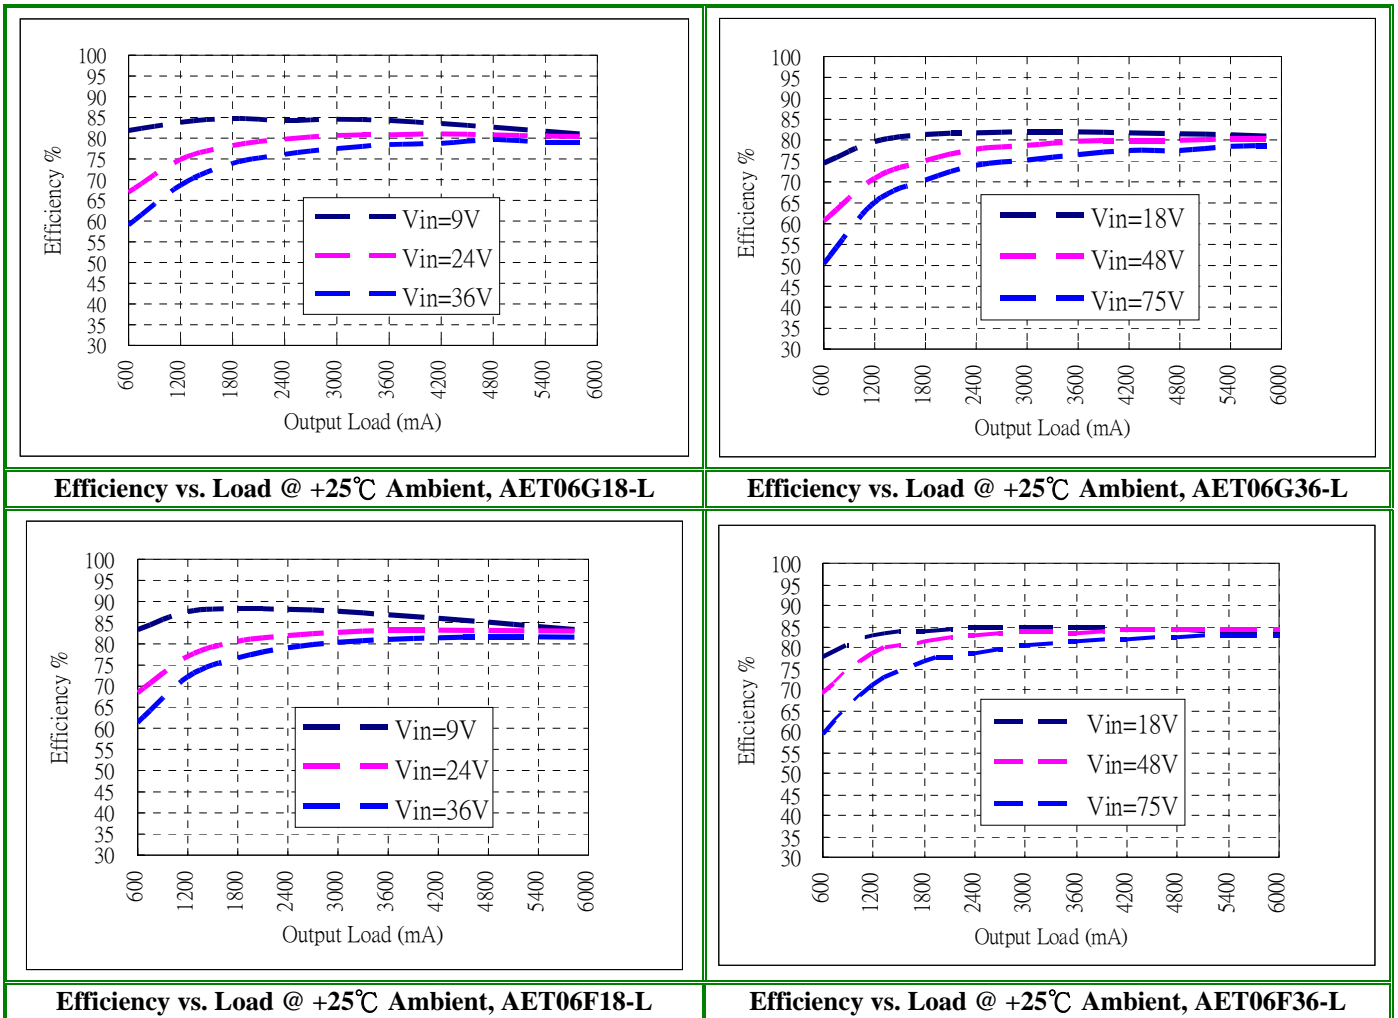 100
95
90
85
80
75
70
65
60
55
50
45
40
35
30
Efficiency %
Vin=9V
Vin=24V
Vin=36V
600 1200 1800 2400 3000 3600 4200 4800 5400 6000
Output Load (mA)
100
95
90
85
80
75
70
65
60
55
50
45
40
35
30
Efficiency %
Vin=18V
Vin=48V
Vin=75V
600 1200 1800 2400 3000 3600 4200 4800 5400 6000
Output Load (mA)
Efficiency vs. Load @ +25℃ Ambient, AET06G18-L
Efficiency vs. Load @ +25℃ Ambient, AET06G36-L
100
95
90
85
80
75
70
65
60
55
50
45
40
35
30
Efficiency %
Vin=9V
Vin=24V
Vin=36V
600 1200 1800 2400 3000 3600 4200 4800 5400 6000
Output Load (mA)
100
95
90
85
80
75
70
65
60
55
50
45
40
35
30
Efficiency %
Vin=18V
Vin=48V
Vin=75V
600 1200 1800 2400 3000 3600 4200 4800 5400 6000
Output Load (mA)
Efficiency vs. Load @ +25℃ Ambient, AET06F18-L
Efficiency vs. Load @ +25℃ Ambient, AET06F36-L